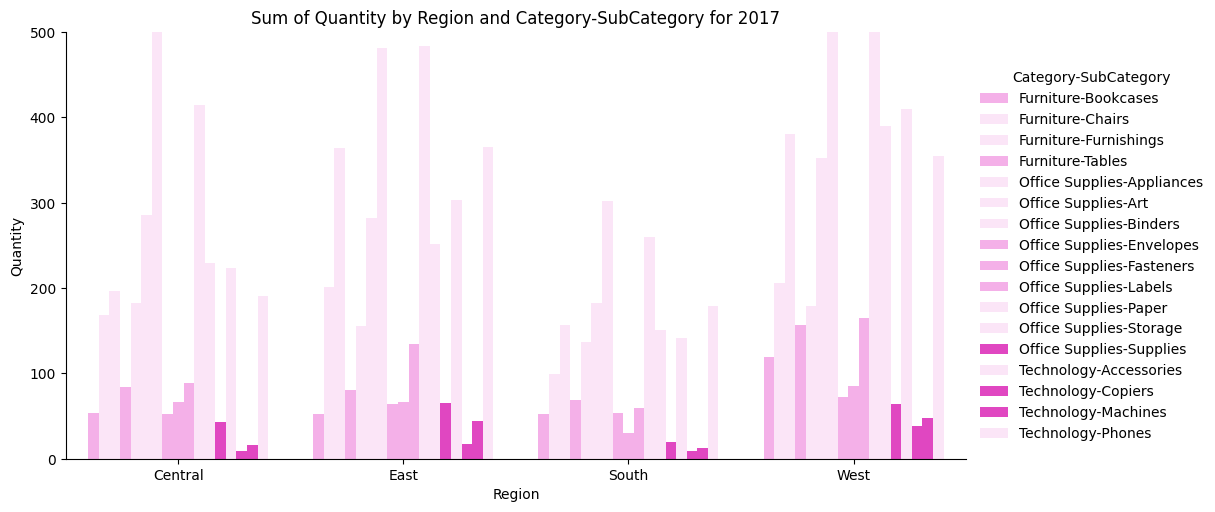 Sum of Quantity by Region and Category-SubCategory for 2017
500
400
300
200
100
0
Quantity
Central
East
South
West
Region
Category-SubCategory
Furniture-Bookcases
Furniture-Chairs
Furniture-Furnishings
Furniture-Tables
Office Supplies-Appliances
Office Supplies-Art
Office Supplies-Binders
Office Supplies-Envelopes
Office Supplies-Fasteners
Office Supplies-Labels
Office Supplies-Paper
Office Supplies-Storage
Office Supplies-Supplies
Technology-Accessories
Technology-Copiers
Technology-Machines
Technology-Phones